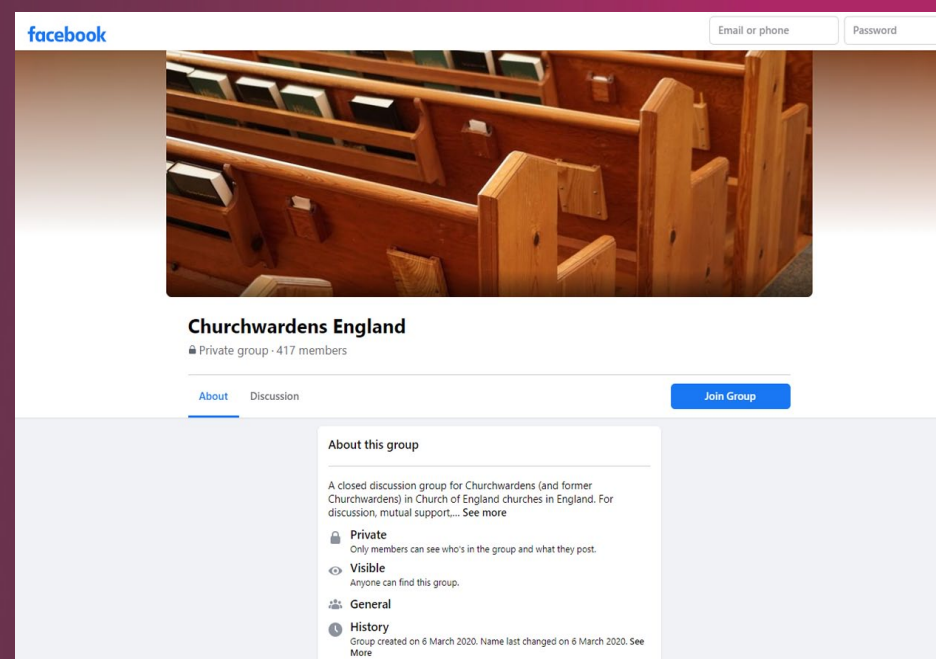 facebook
Email or phone
Password
Churchwardens England
Private group · 417 members
About
Discussion
Join Group
About this group
A closed discussion group for Churchwardens (and former
Churchwardens) in Church of England churches in England. For
discussion, mutual support,... See more
Private
Only members can see who's in the group and what they post.
Visible
Anyone can find this group.
General
History
Group created on 6 March 2020. Name last changed on 6 March 2020. See
More